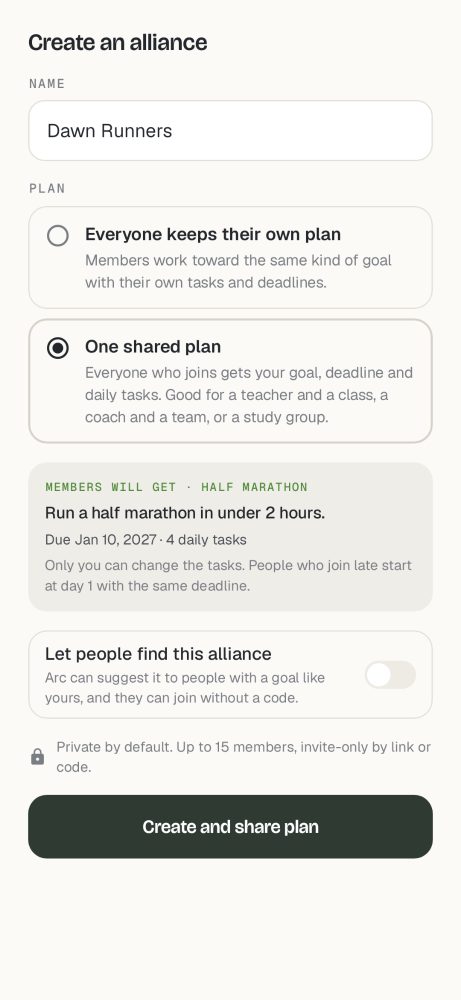 Create an alliance
NAME
Dawn Runners
PLAN
Everyone keeps their own plan
Members work toward the same kind of goal
with their own tasks and deadlines.
One shared plan
Everyone who joins gets your goal, deadline and
daily tasks. Good for a teacher and a class, a
coach and a team, or a study group.
MEMBERS WILL GET · HALF MARATHON
Run a half marathon in under 2 hours.
Due Jan 10, 2027 · 4 daily tasks
Only you can change the tasks. People who join late start
at day 1 with the same deadline.
Let people find this alliance
Arc can suggest it to people with a goal like
yours, and they can join without a code.
Private by default. Up to 15 members, invite-only by link or
code.
Create and share plan